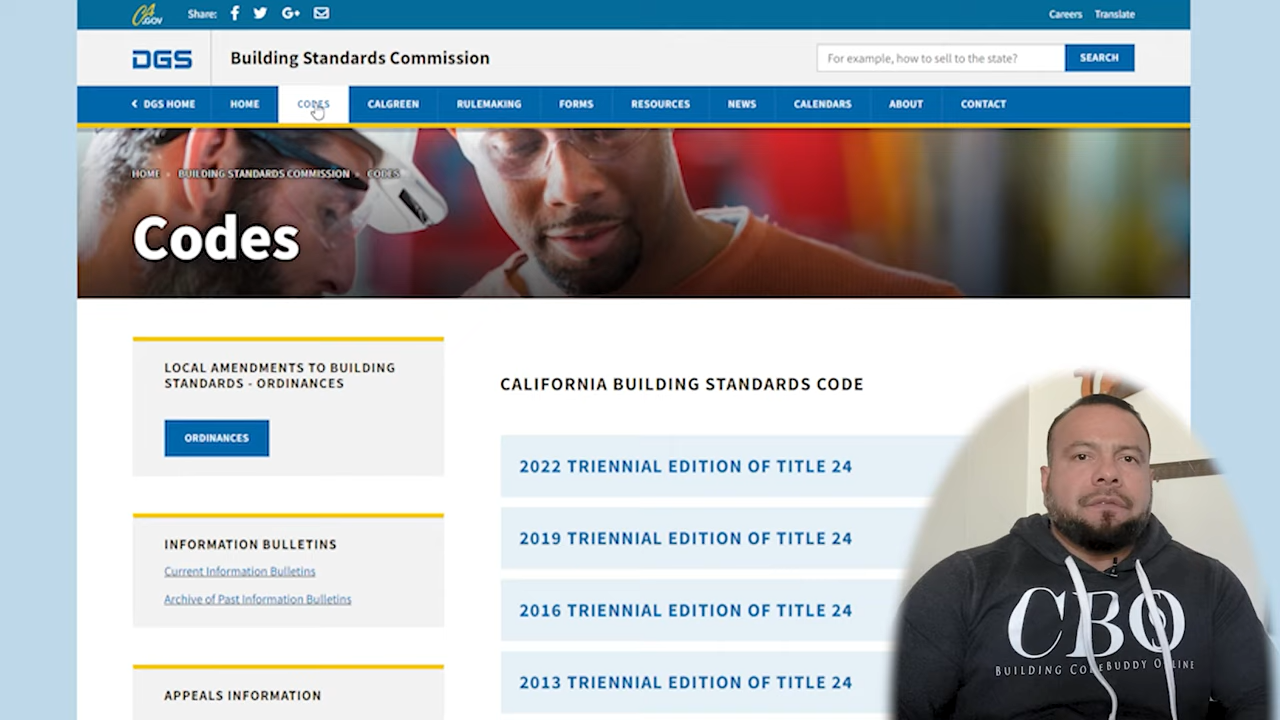 CA.GOV
Share:
Careers Translate
DGS
Building Standards Commission
For example, how to sell to the state?
SEARCH
DGS HOME HOME CODES CALGREEN RULEMAKING FORMS RESOURCES NEWS CALENDARS ABOUT CONTACT
HOME » BUILDING STANDARDS COMMISSION » CODES
Codes
LOCAL AMENDMENTS TO BUILDING
STANDARDS - ORDINANCES
ORDINANCES
INFORMATION BULLETINS
Current Information Bulletins
Archive of Past Information Bulletins
APPEALS INFORMATION
CALIFORNIA BUILDING STANDARDS CODE
2022 TRIENNIAL EDITION OF TITLE 24
2019 TRIENNIAL EDITION OF TITLE 24
2016 TRIENNIAL EDITION OF TITLE 24
2013 TRIENNIAL EDITION OF TITLE 24
CBO
BUILDING CODEBUDDY ONLINE